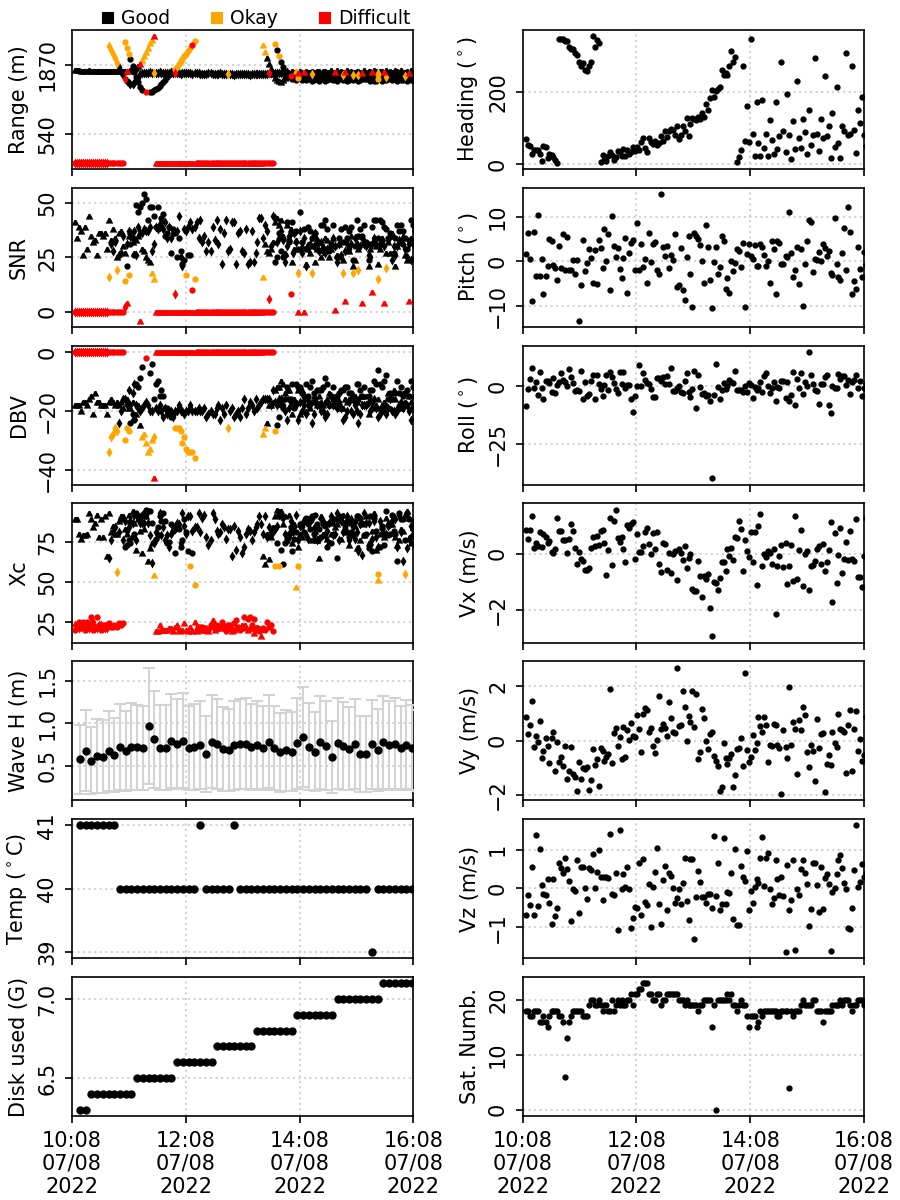 Good Okay Difficult
Range (m)
1870
540
Heading (°)
200
0
SNR
50
25
0
Pitch (°)
10
0
−10
DBV
0
−20
−40
Roll (°)
0
−25
Xc
75
50
25
Vx (m/s)
0
−2
Wave H (m)
1.5
1.0
0.5
Vy (m/s)
2
0
−2
Temp (°C)
41
40
39
Vz (m/s)
1
0
−1
Disk used (G)
7.0
6.5
Sat. Numb.
20
10
0
10:08 12:08 14:08 16:08 10:08 12:08 14:08 16:08
07/08 07/08 07/08 07/08 07/08 07/08 07/08 07/08
2022 2022 2022 2022 2022 2022 2022 2022